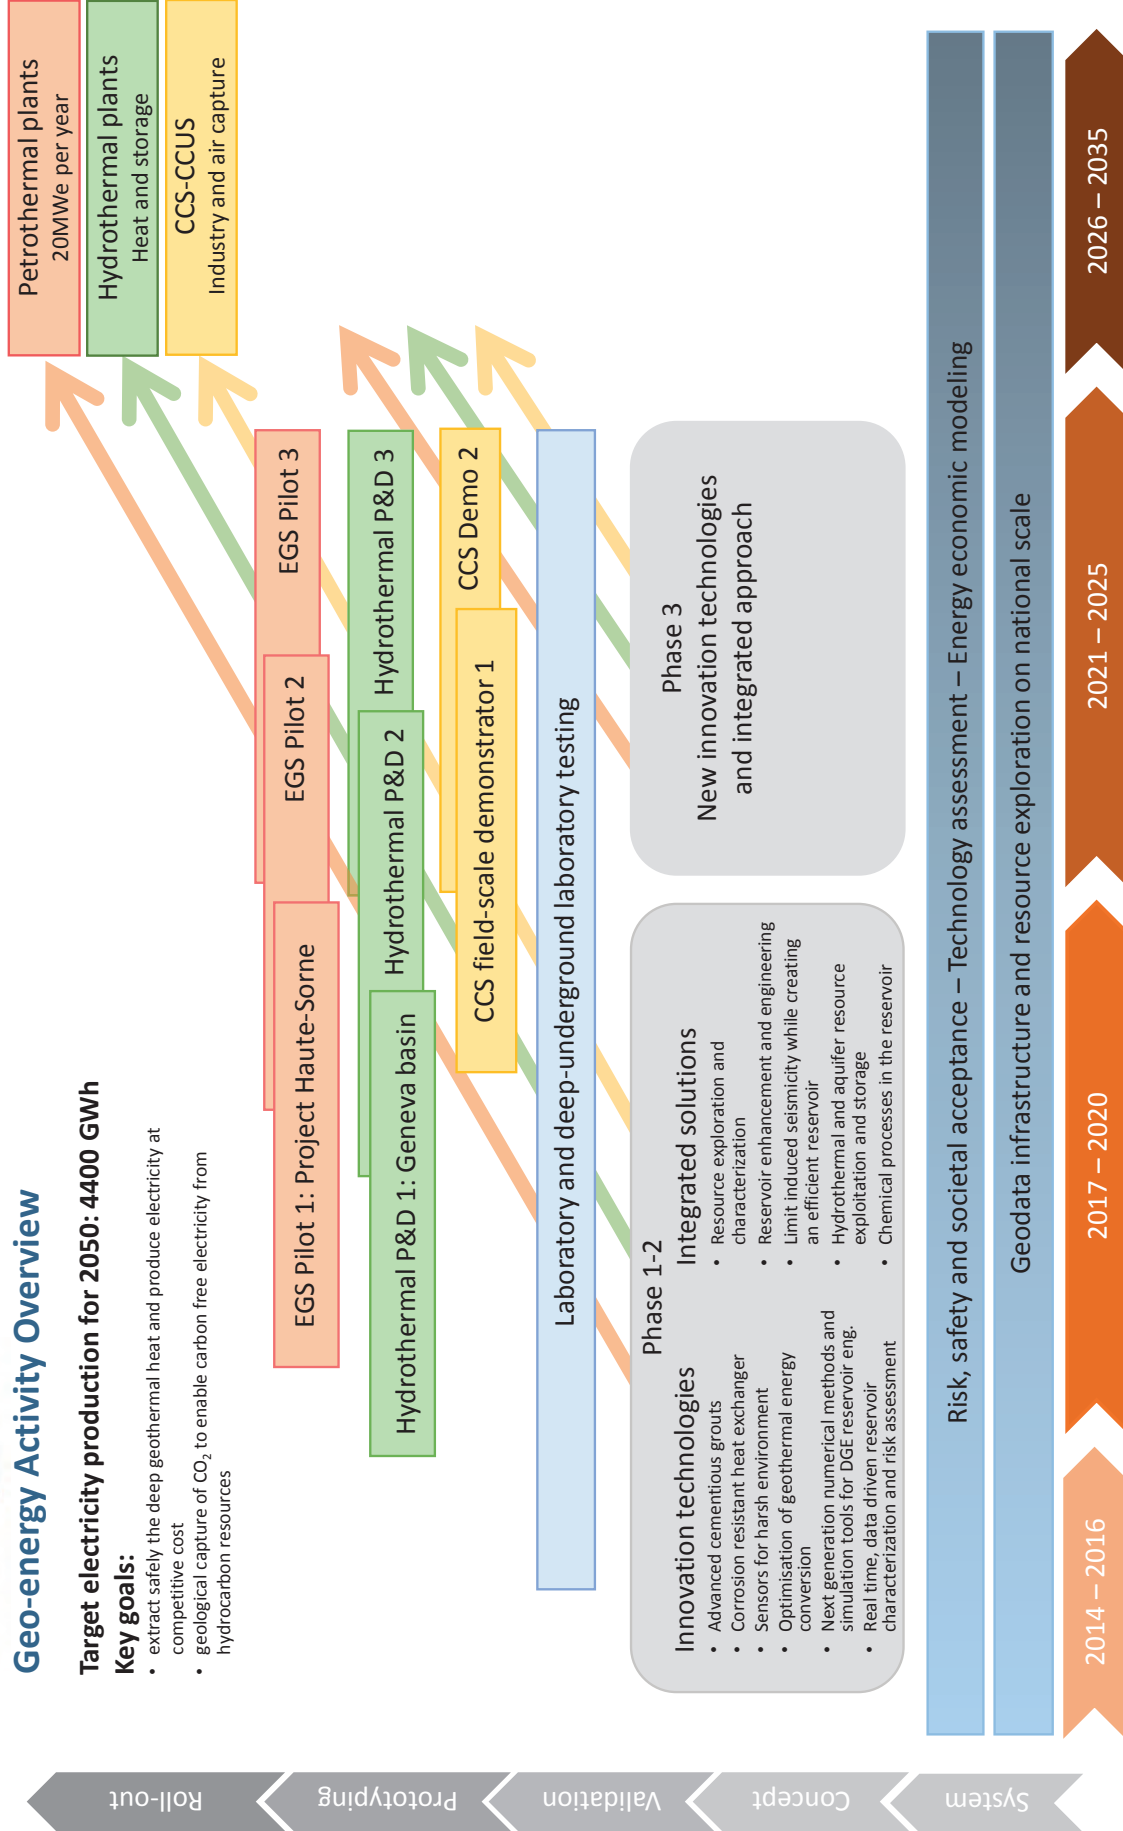 Geo-energy Activity Overview
Target electricity production for 2050: 4400 GWh
Key goals:
• extract safely the deep geothermal heat and produce electricity at
competitive cost
• geological capture of CO₂ to enable carbon free electricity from
hydrocarbon resources
Petrothermal plants
20MWe per year
Hydrothermal plants
Heat and storage
CCS-CCUS
Industry and air capture
EGS Pilot 3
EGS Pilot 2
EGS Pilot 1: Project Haute-Sorne
Hydrothermal P&D 3
Hydrothermal P&D 2
Hydrothermal P&D 1: Geneva basin
CCS Demo 2
CCS field-scale demonstrator 1
Laboratory and deep-underground laboratory testing
Phase 1-2
Innovation technologies
• Advanced cementious grouts
• Corrosion resistant heat exchanger
• Sensors for harsh environment
• Optimisation of geothermal energy
conversion
• Next generation numerical methods and
simulation tools for DGE reservoir eng.
• Real time, data driven reservoir
characterization and risk assessment
Integrated solutions
• Resource exploration and
characterization
• Reservoir enhancement and engineering
• Limit induced seismicity while creating
an efficient reservoir
• Hydrothermal and aquifer resource
exploitation and storage
• Chemical processes in the reservoir
Phase 3
New innovation technologies
and integrated approach
Risk, safety and societal acceptance – Technology assessment – Energy economic modeling
Geodata infrastructure and resource exploration on national scale
2014 – 2016
2017 – 2020
2021 – 2025
2026 – 2035
Roll-out
Prototyping
Validation
Concept
System